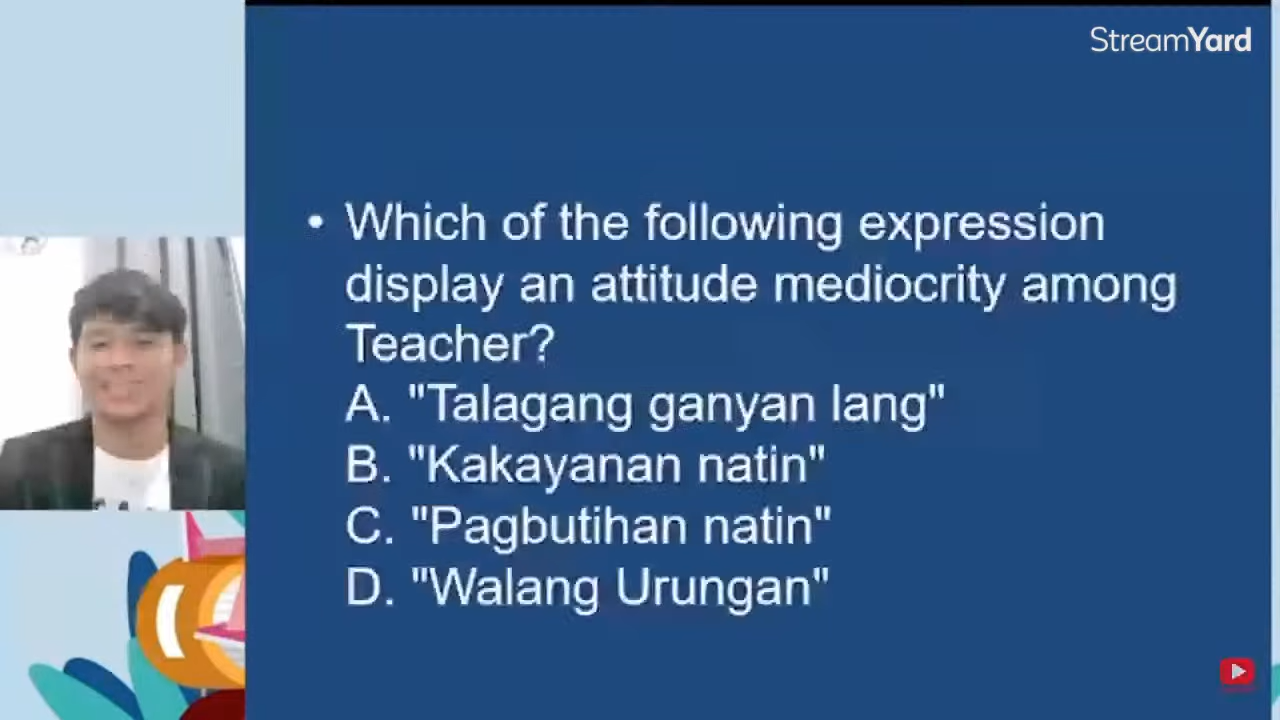 StreamYard
• Which of the following expression
display an attitude mediocrity among
Teacher?
A. "Talagang ganyan lang"
B. "Kakayanan natin"
C. "Pagbutihan natin"
D. "Walang Urungan"